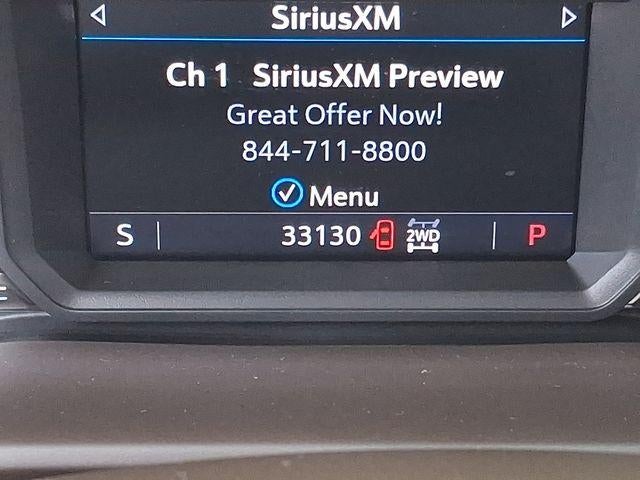 SiriusXM
Ch 1 SiriusXM Preview
Great Offer Now!
844-711-8800
Menu
S 33130 2WD P